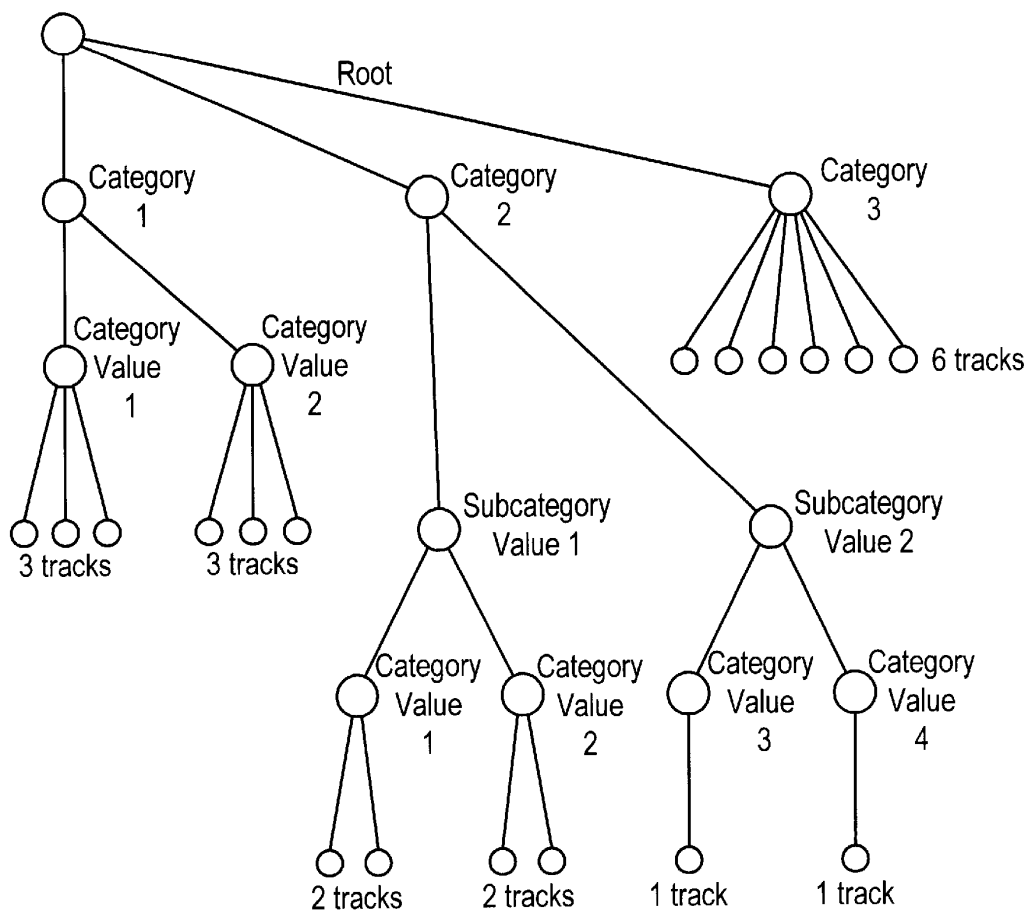 Root
Category
1
Category
2
Category
3
Category
Value
1
Category
Value
2
6 tracks
3 tracks
3 tracks
Subcategory
Value 1
Subcategory
Value 2
Category
Value
1
Category
Value
2
Category
Value
3
Category
Value
4
2 tracks
2 tracks
1 track
1 track